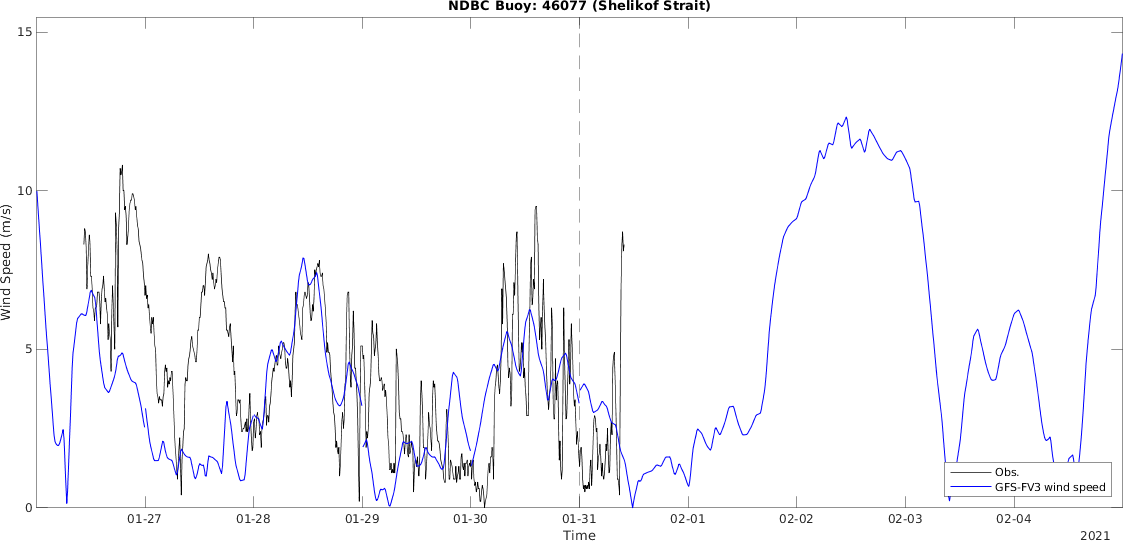 NDBC Buoy: 46077 (Shelikof Strait)
15
10
5
0
Wind Speed (m/s)
01-27 01-28 01-29 01-30 01-31 02-01 02-02 02-03 02-04
Time
2021
Obs.
GFS-FV3 wind speed